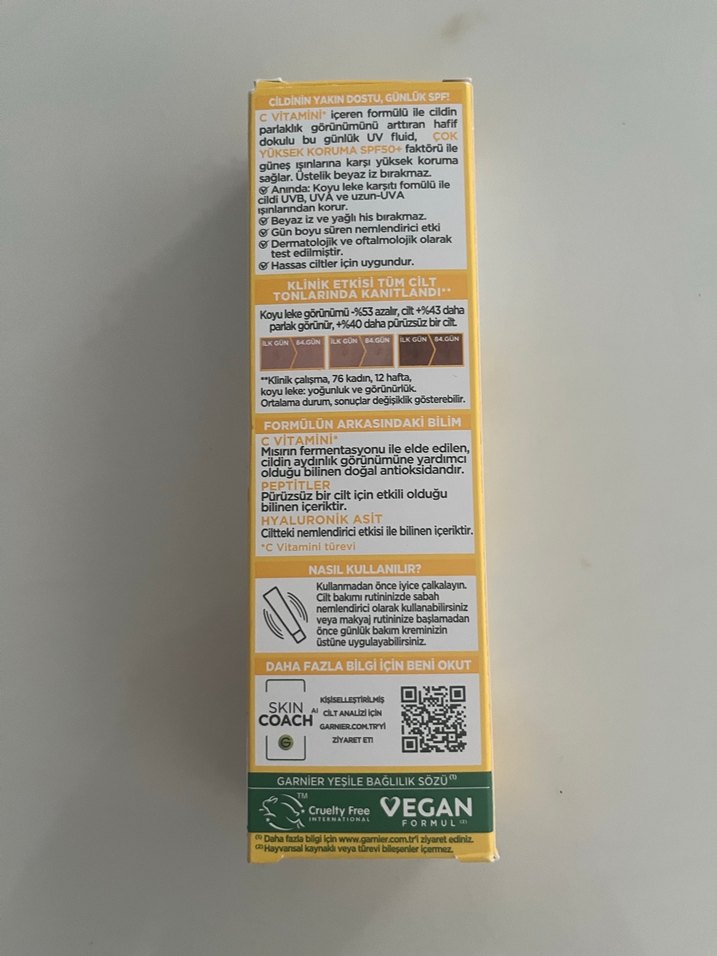 CİLDİNİN YAKIN DOSTU, GÜNLÜK SPF!
C VİTAMİNİ* içeren formülü ile cildin
parlaklık görünümünü arttıran hafif
dokulu bu günlük UV fluid, ÇOK
YÜKSEK KORUMA SPF50+ faktörü ile
güneş ışınlarına karşı yüksek koruma
sağlar. Üstelik beyaz iz bırakmaz.
Anında: Koyu leke karşıtı fomülü ile
cildi UVB, UVA ve uzun-UVA
ışınlarından korur.
Beyaz iz ve yağlı his bırakmaz.
Gün boyu süren nemlendirici etki
Dermatolojik ve oftalmolojik olarak
test edilmiştir.
Hassas ciltler için uygundur.
KLİNİK ETKİSİ TÜM CİLT
TONLARINDA KANITLANDI**
Koyu leke görünümü -%53 azalır, cilt +%43 daha
parlak görünür, +%40 daha pürüzsüz bir cilt.
İLK GÜN 84.GÜN İLK GÜN 84.GÜN İLK GÜN 84.GÜN
**Klinik çalışma, 76 kadın, 12 hafta,
koyu leke: yoğunluk ve görünürlük.
Ortalama durum, sonuçlar değişiklik gösterebilir.
FORMÜLÜN ARKASINDAKİ BİLİM
C VİTAMİNİ*
Mısırın fermentasyonu ile elde edilen,
cildin aydınlık görünümüne yardımcı
olduğu bilinen doğal antioksidandır.
PEPTİTLER
Pürüzsüz bir cilt için etkili olduğu
bilinen içeriktir.
HYALURONİK ASİT
Ciltteki nemlendirici etkisi ile bilinen içeriktir.
*C Vitamini türevi
NASIL KULLANILIR?
Kullanmadan önce iyice çalkalayın.
Cilt bakımı rutininizde sabah
nemlendirici olarak kullanabilirsiniz
veya makyaj rutininize başlamadan
önce günlük bakım kreminizin
üstüne uygulayabilirsiniz.
DAHA FAZLA BİLGİ İÇİN BENİ OKUT
SKIN
COACH AI
G
KİŞİSELLEŞTİRİLMİŞ
CİLT ANALİZİ İÇİN
GARNIER.COM.TR'Yİ
ZİYARET ET!
GARNIER YEŞİLE BAĞLILIK SÖZÜ (1)
TM
Cruelty Free
INTERNATIONAL
VEGAN
FORMUL (2)
(1) Daha fazla bilgi için www.garnier.com.tr'i ziyaret ediniz.
(2) Hayvansal kaynaklı veya türevi bileşenler içermez.